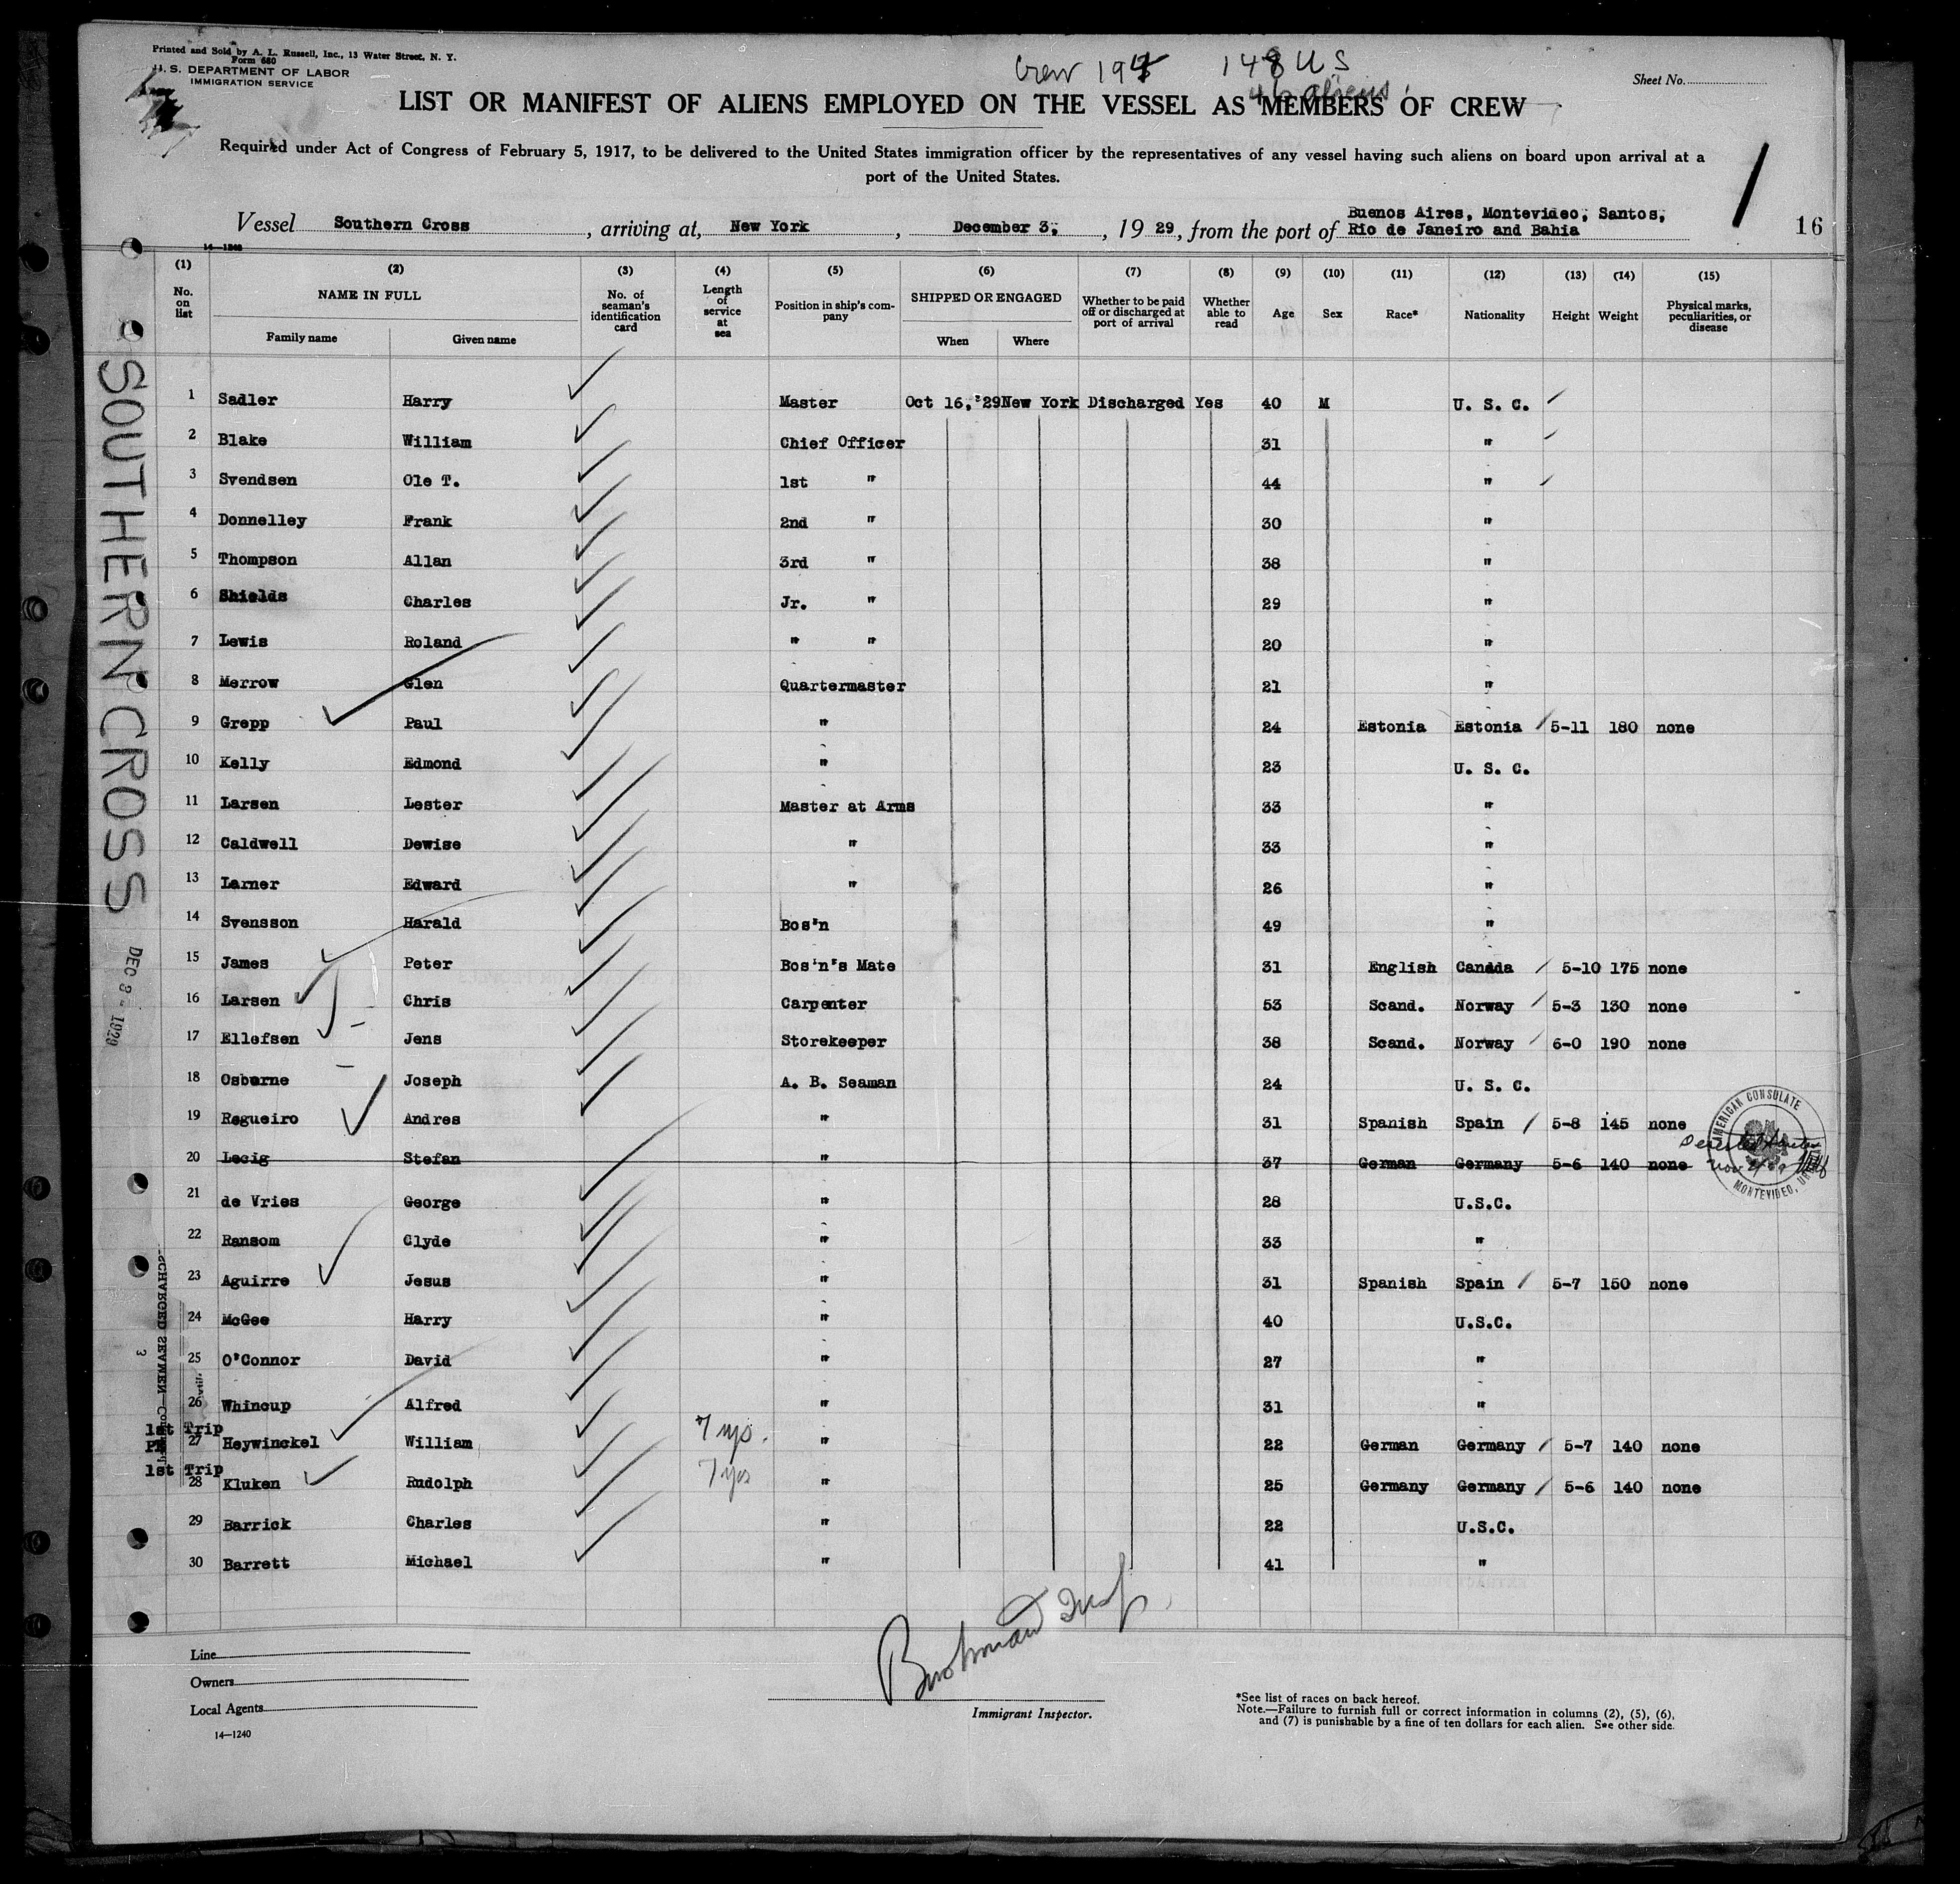 Printed and Sold by A. L. Russell, Inc., 13 Water Street, N. Y.
Form 680
U. S. DEPARTMENT OF LABOR
IMMIGRATION SERVICE
Crew 194 148 U S
46 aliens
Sheet No.
LIST OR MANIFEST OF ALIENS EMPLOYED ON THE VESSEL AS MEMBERS OF CREW
Required under Act of Congress of February 5, 1917, to be delivered to the United States immigration officer by the representatives of any vessel having such aliens on board upon arrival at a
port of the United States.
Vessel Southern Cross, arriving at, New York, December 3, 1929, from the port of Buenos Aires, Montevideo, Santos, Rio de Janeiro and Bahia
16
14—1240
(1) (2) (3) (4) (5) (6) (7) (8) (9) (10) (11) (12) (13) (14) (15)
No. on list
NAME IN FULL
Family name Given name
No. of seaman's identification card
Length of service at sea
Position in ship's company
SHIPPED OR ENGAGED
When Where
Whether to be paid off or discharged at port of arrival
Whether able to read
Age Sex Race* Nationality Height Weight
Physical marks, peculiarities, or disease
1 Sadler Harry Master Oct 16, '29 New York Discharged Yes 40 M U. S. C.
2 Blake William Chief Officer 31 "
3 Svendsen Ole T. 1st " 44 "
4 Donnelley Frank 2nd " 30 "
5 Thompson Allan 3rd " 38 "
6 Shields Charles Jr. " 29 "
7 Lewis Roland " " 20 "
8 Merrow Glen Quartermaster 21 "
9 Grepp Paul " 24 Estonia Estonia 5-11 180 none
10 Kelly Edmond " 23 U. S. C.
11 Larsen Lester Master at Arms 33 "
12 Caldwell Dewise " 33 "
13 Larner Edward " 26 "
14 Svensson Harald Bos'n 49 "
15 James Peter Bos'n's Mate 31 English Canada 5-10 175 none
16 Larsen Chris Carpenter 53 Scand. Norway 5-3 130 none
17 Ellefsen Jens Storekeeper 38 Scand. Norway 6-0 190 none
18 Osburne Joseph A. B. Seaman 24 U. S. C.
19 Regueiro Andres " 31 Spanish Spain 5-8 145 none
20 Lecig Stefan " 37 German Germany 5-6 140 none
21 de Vries George " 28 U.S.C.
22 Ransom Clyde " 33 "
23 Aguirre Jesus " 31 Spanish Spain 5-7 150 none
24 McGee Harry " 40 U.S.C.
25 O'Connor David " 27 "
26 Whincup Alfred " 31 "
1st Trip
27 Heywinckel William 7 yrs. " 22 German Germany 5-7 140 none
1st Trip
28 Kluken Rudolph 7 yrs " 25 Germany Germany 5-6 140 none
29 Barrick Charles " 22 U.S.C.
30 Barrett Michael " 41 "
AMERICAN CONSULATE
MONTEVIDEO,
SOUTHERN CROSS
DEC 3 - 1929
3
Line
Owners
Local Agents
14—1240
Immigrant Inspector.
*See list of races on back hereof.
Note.—Failure to furnish full or correct information in columns (2), (5), (6),
and (7) is punishable by a fine of ten dollars for each alien. See other side.